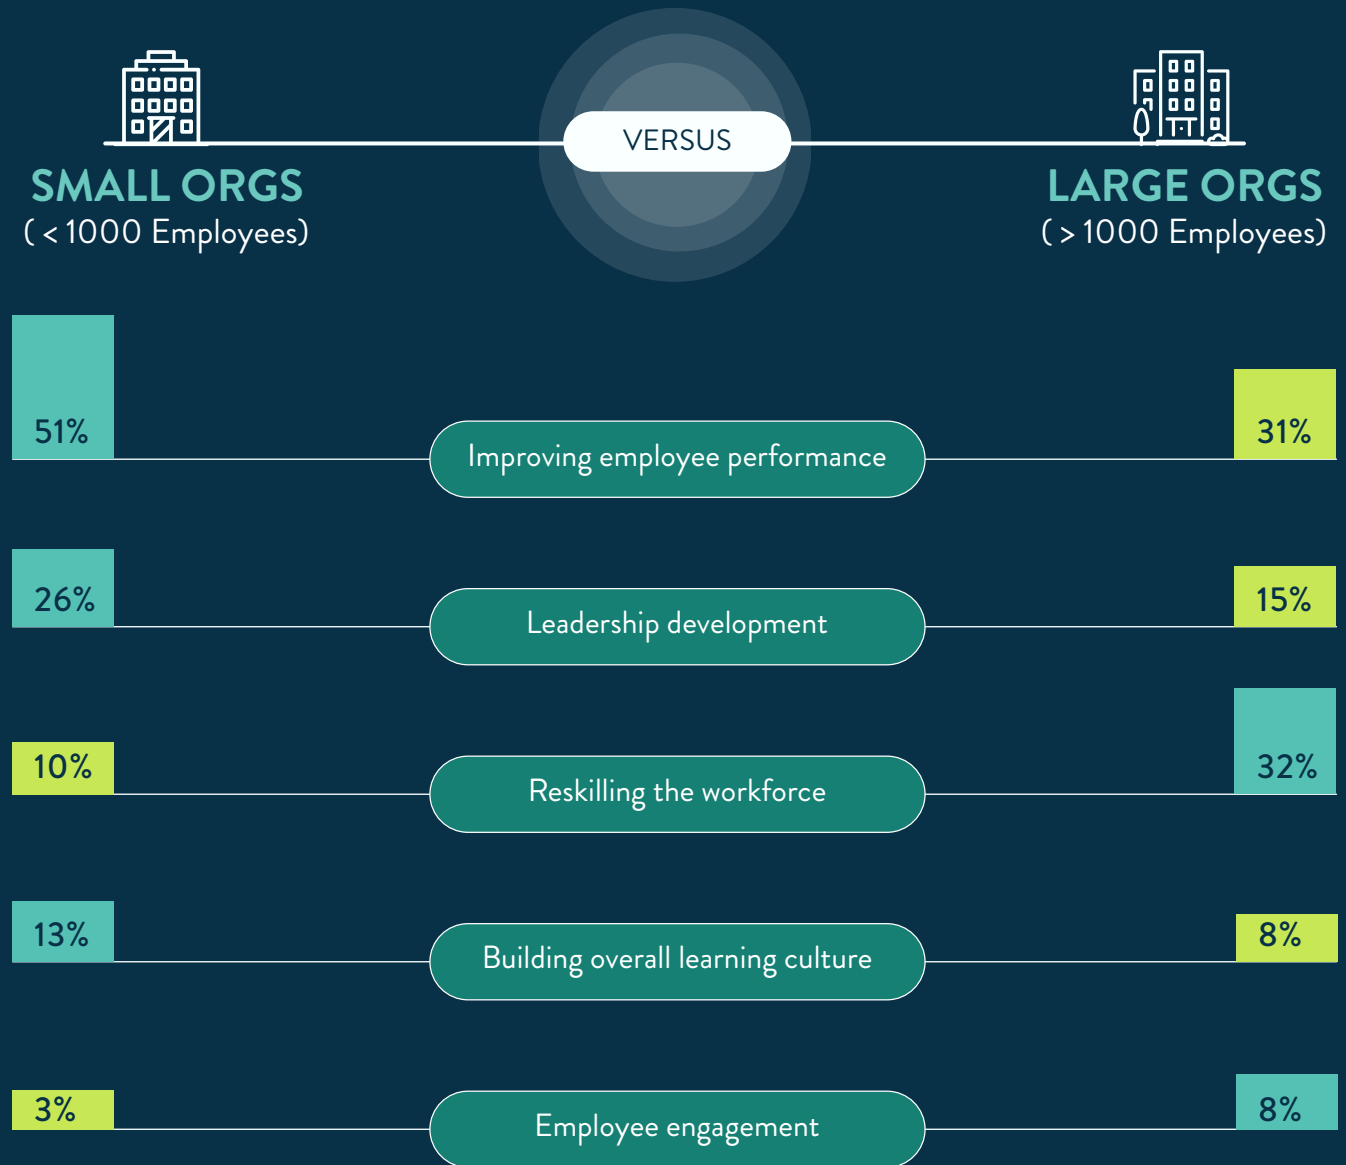 VERSUS
SMALL ORGS
( < 1000 Employees)
LARGE ORGS
( > 1000 Employees)
51%
Improving employee performance
31%
26%
Leadership development
15%
10%
Reskilling the workforce
32%
13%
Building overall learning culture
8%
3%
Employee engagement
8%